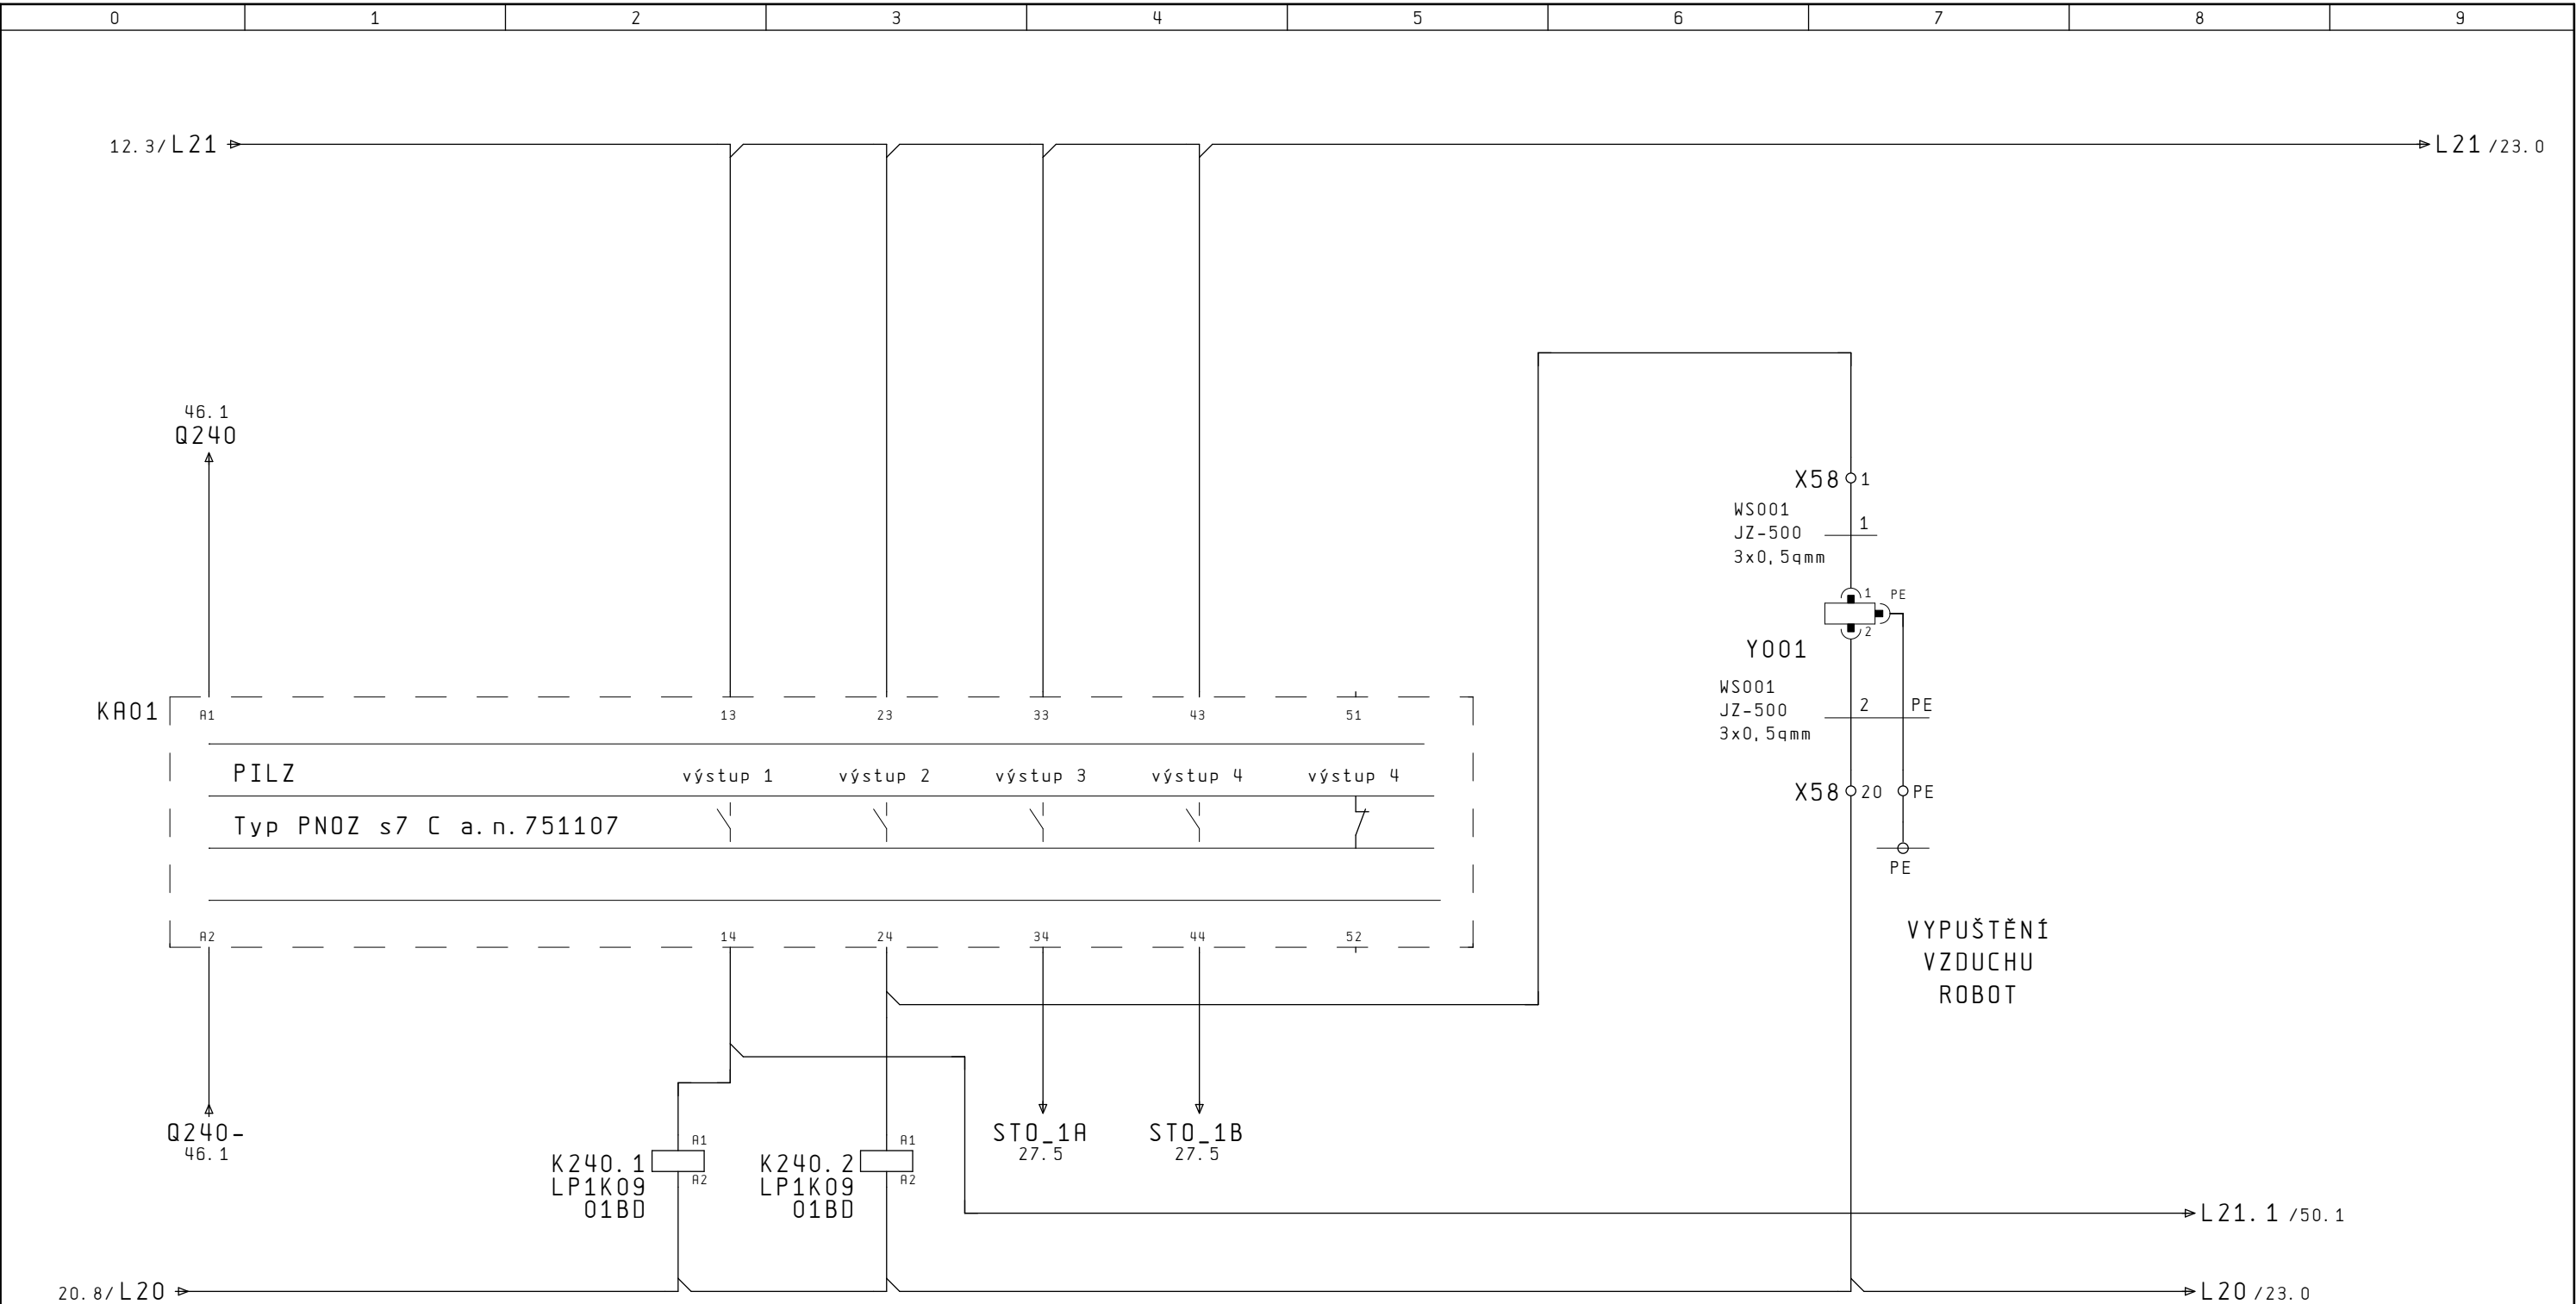 0 1 2 3 4 5 6 7 8 9
12.3/L21
L21/23.0
46.1
Q240
X58 1
WS001
JZ-500
3x0,5qmm
1
1 PE
2
Y001
WS001
JZ-500
3x0,5qmm
2 PE
X58 20 PE
PE
VYPUŠTĚNÍ
VZDUCHU
ROBOT
KA01
A1 13 23 33 43 51
PILZ
výstup 1 výstup 2 výstup 3 výstup 4 výstup 4
Typ PNOZ s7 C a.n.751107
A2 14 24 34 44 52
Q240-
46.1
K240.1
LP1K09
01BD
A1
A2
K240.2
LP1K09
01BD
A1
A2
STO_1A
27.5
STO_1B
27.5
L21.1/50.1
20.8/L20
L20/23.0